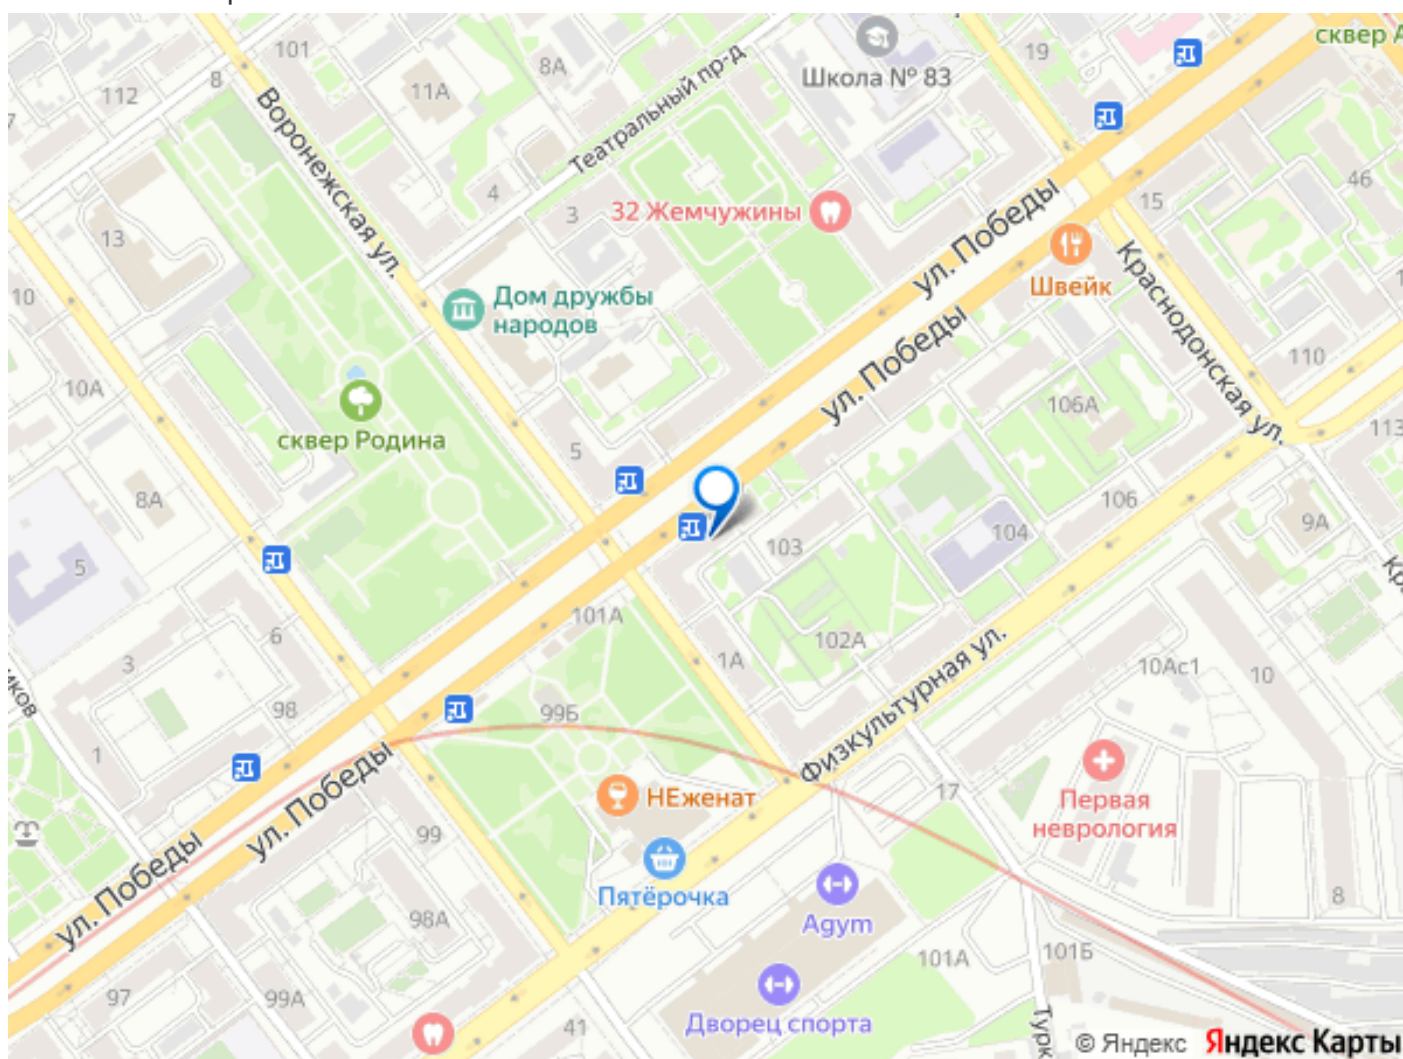 сквер А
101
19
8А
Школа № 83
8
112
11А
Воронежская ул.
Театральный пр-д
4
3
32 Жемчужины
15
46
13
ул. Победы
Швейк
Краснодонская ул.
10
Дом дружбы
народов
ул. Победы
110
10А
106А
сквер Родина
5
113
8А
106
9А
104
103
5
101А
6
102А
3
1А
Физкультурная ул.
10Ас1
10
98
99Б
1
ул. Победы
НЕженат
17
Первая
неврология
99
ул. Победы
Пятёрочка
98А
Agym
8
101А
101Б
97
99А
41
Дворец спорта
Турк
© Яндекс Яндекс Карты